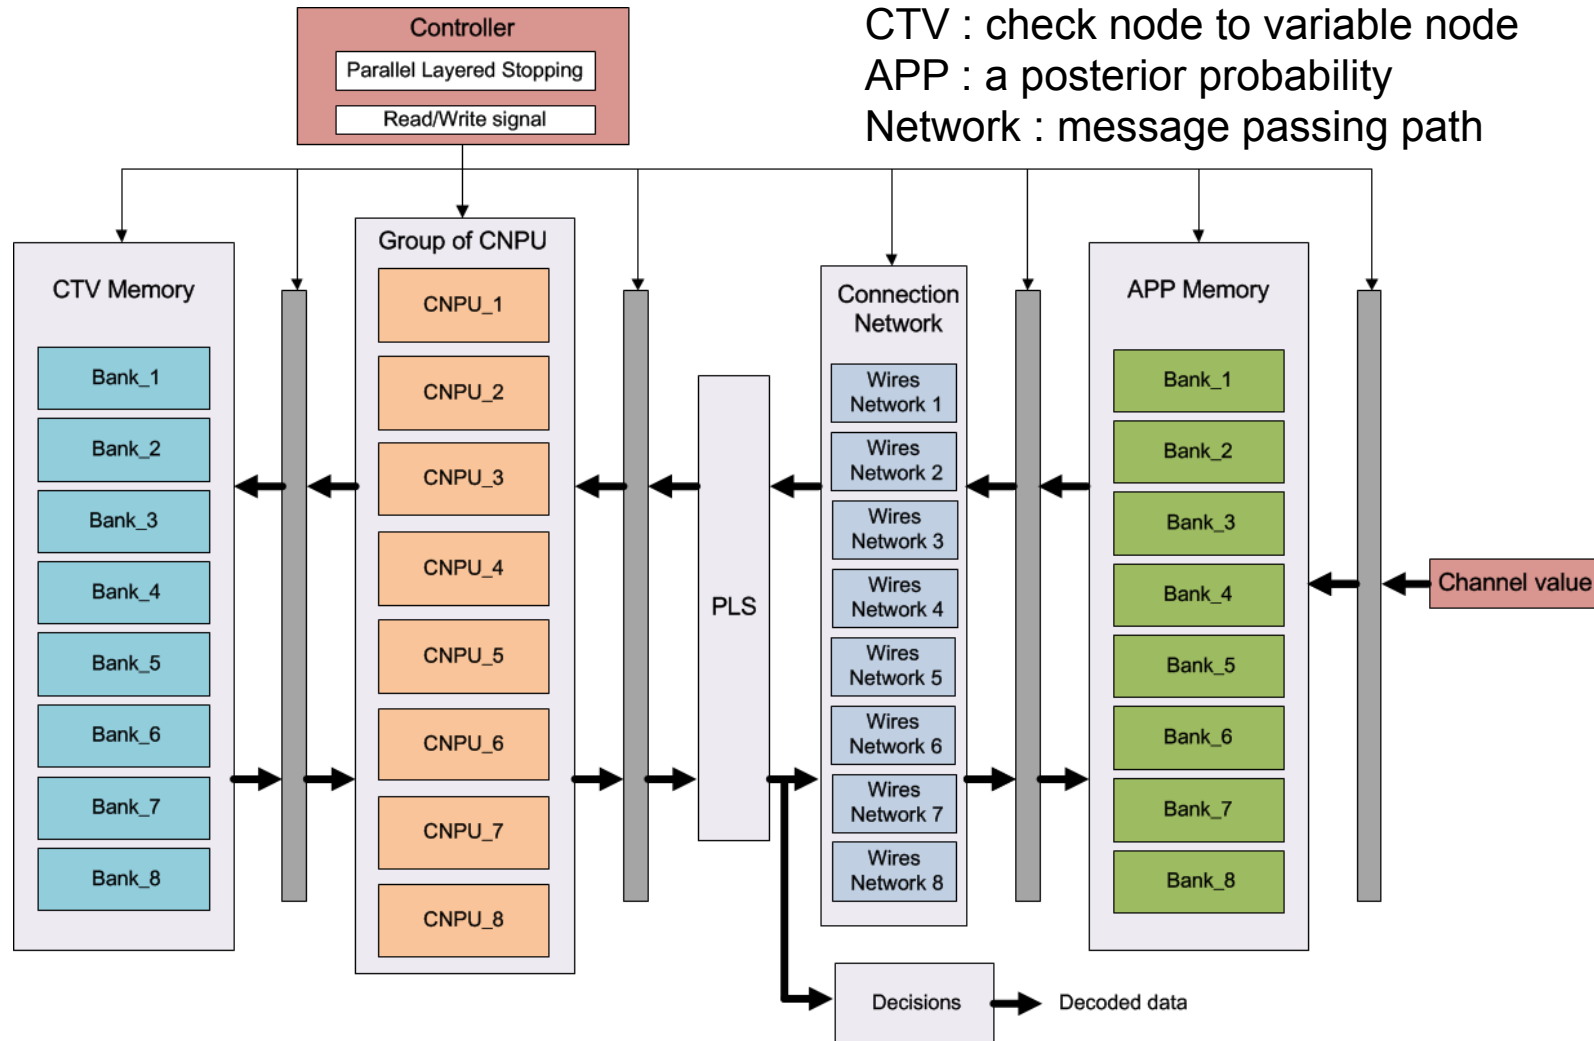 CTV : check node to variable node
APP : a posterior probability
Network : message passing path
Controller
Parallel Layered Stopping
Read/Write signal
CTV Memory
Bank_1
Bank_2
Bank_3
Bank_4
Bank_5
Bank_6
Bank_7
Bank_8
Group of CNPU
CNPU_1
CNPU_2
CNPU_3
CNPU_4
CNPU_5
CNPU_6
CNPU_7
CNPU_8
PLS
Connection
Network
Wires
Network 1
Wires
Network 2
Wires
Network 3
Wires
Network 4
Wires
Network 5
Wires
Network 6
Wires
Network 7
Wires
Network 8
APP Memory
Bank_1
Bank_2
Bank_3
Bank_4
Bank_5
Bank_6
Bank_7
Bank_8
Channel value
Decisions
Decoded data